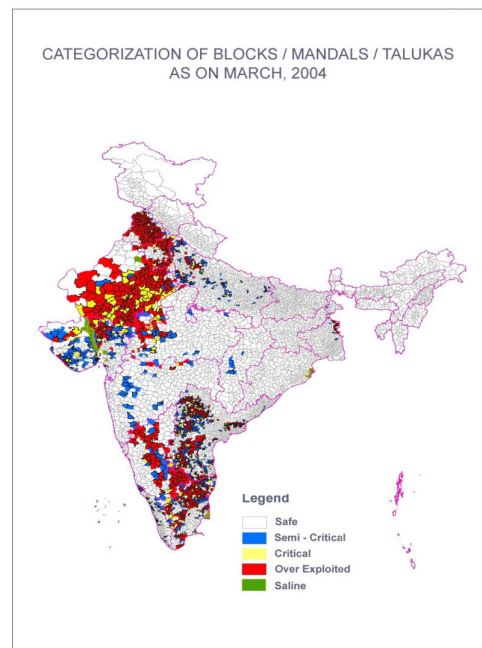 CATEGORIZATION OF BLOCKS / MANDALS / TALUKAS
AS ON MARCH, 2004
Legend
Safe
Semi - Critical
Critical
Over Exploited
Saline